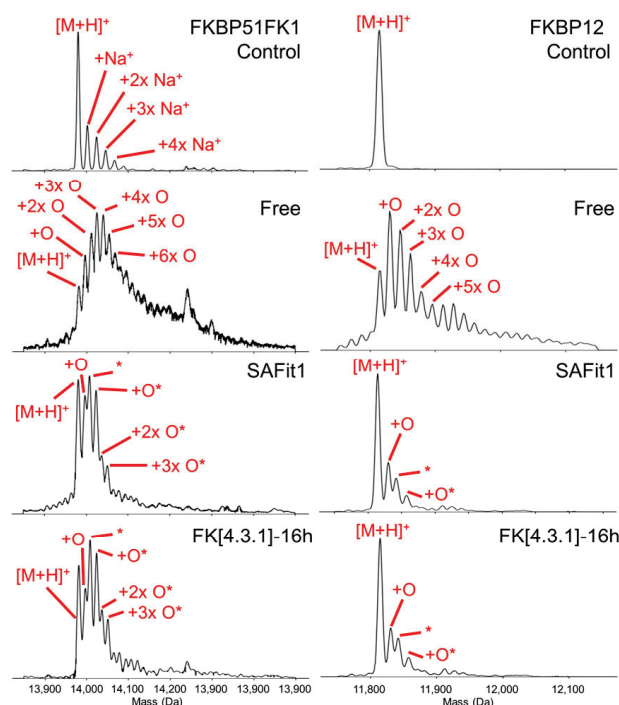 [M+H]⁺
FKBP51FK1
Control
+Na⁺
+2x Na⁺
+3x Na⁺
+4x Na⁺
[M+H]⁺
FKBP12
Control
+3x O
+2x O
+O
[M+H]⁺
+4x O
+5x O
+6x O
Free
[M+H]⁺
+O
+2x O
+3x O
+4x O
+5x O
Free
+O
*
[M+H]⁺
+O*
+2x O*
+3x O*
SAFit1
[M+H]⁺
+O
*
+O*
SAFit1
+O
*
[M+H]⁺
+O*
+2x O*
+3x O*
FK[4.3.1]-16h
[M+H]⁺
+O
*
+O*
FK[4.3.1]-16h
13,900 14,000 14,100 14,200 13,900 13,900
Mass (Da)
11,800 11,900 12,000 12,100
Mass (Da)